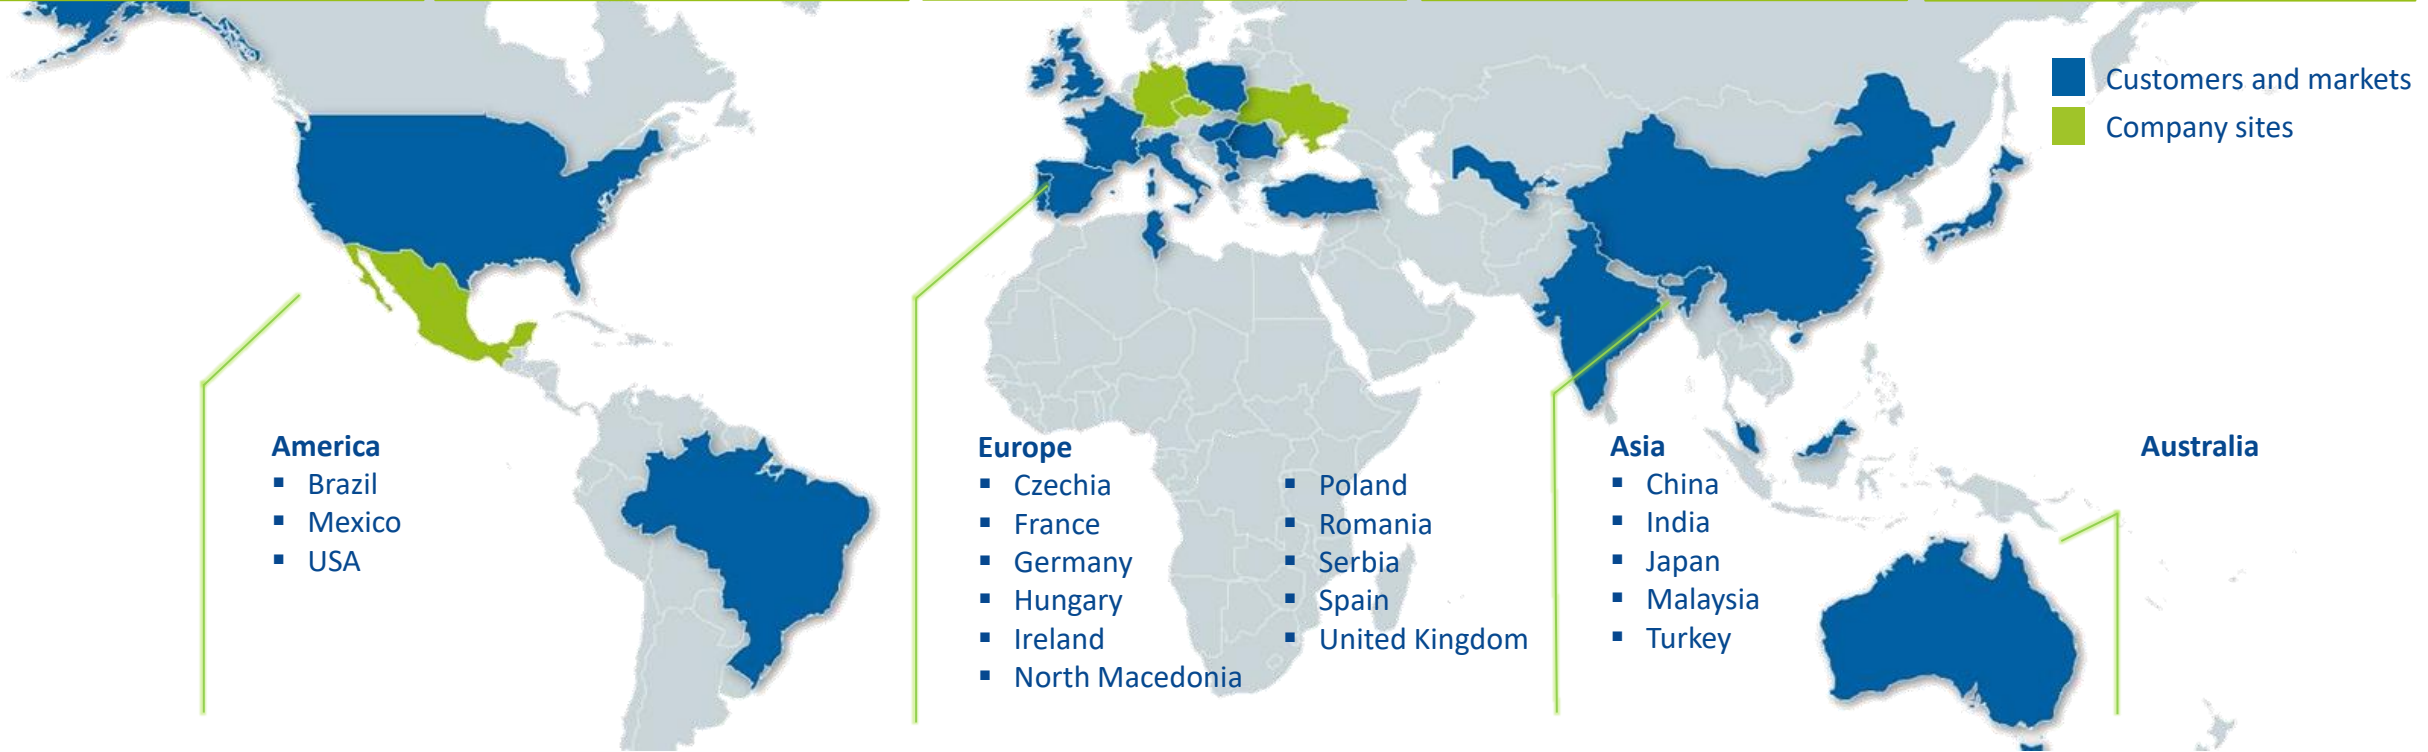 Customers and markets
Company sites
America
▪ Brazil
▪ Mexico
▪ USA
Europe
▪ Czechia
▪ France
▪ Germany
▪ Hungary
▪ Ireland
▪ North Macedonia
▪ Poland
▪ Romania
▪ Serbia
▪ Spain
▪ United Kingdom
Asia
▪ China
▪ India
▪ Japan
▪ Malaysia
▪ Turkey
Australia